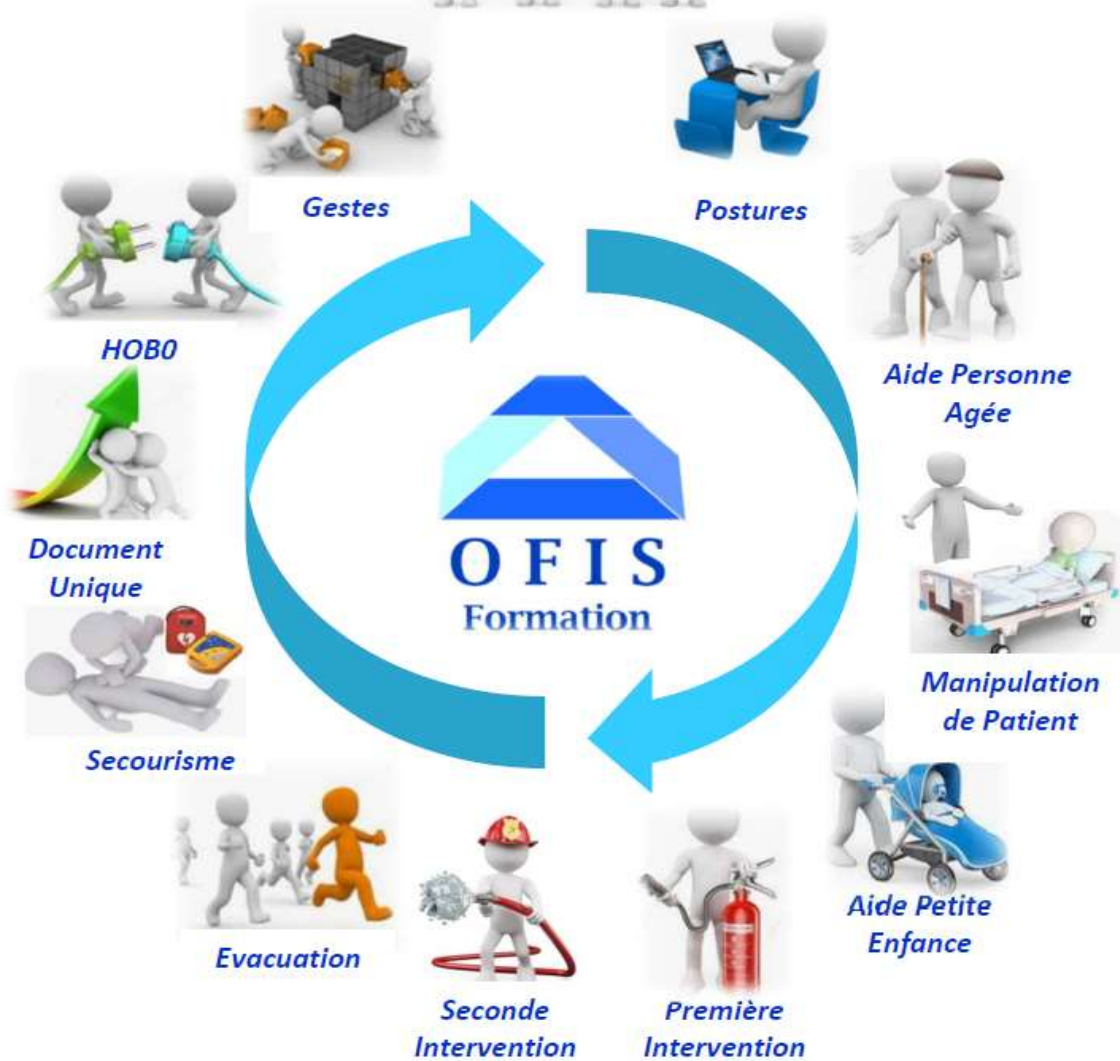 Gestes
Postures
Aide Personne
Agée
Manipulation
de Patient
Aide Petite
Enfance
Première
Intervention
Seconde
Intervention
Evacuation
Secourisme
Document
Unique
HOB0
OFIS
Formation